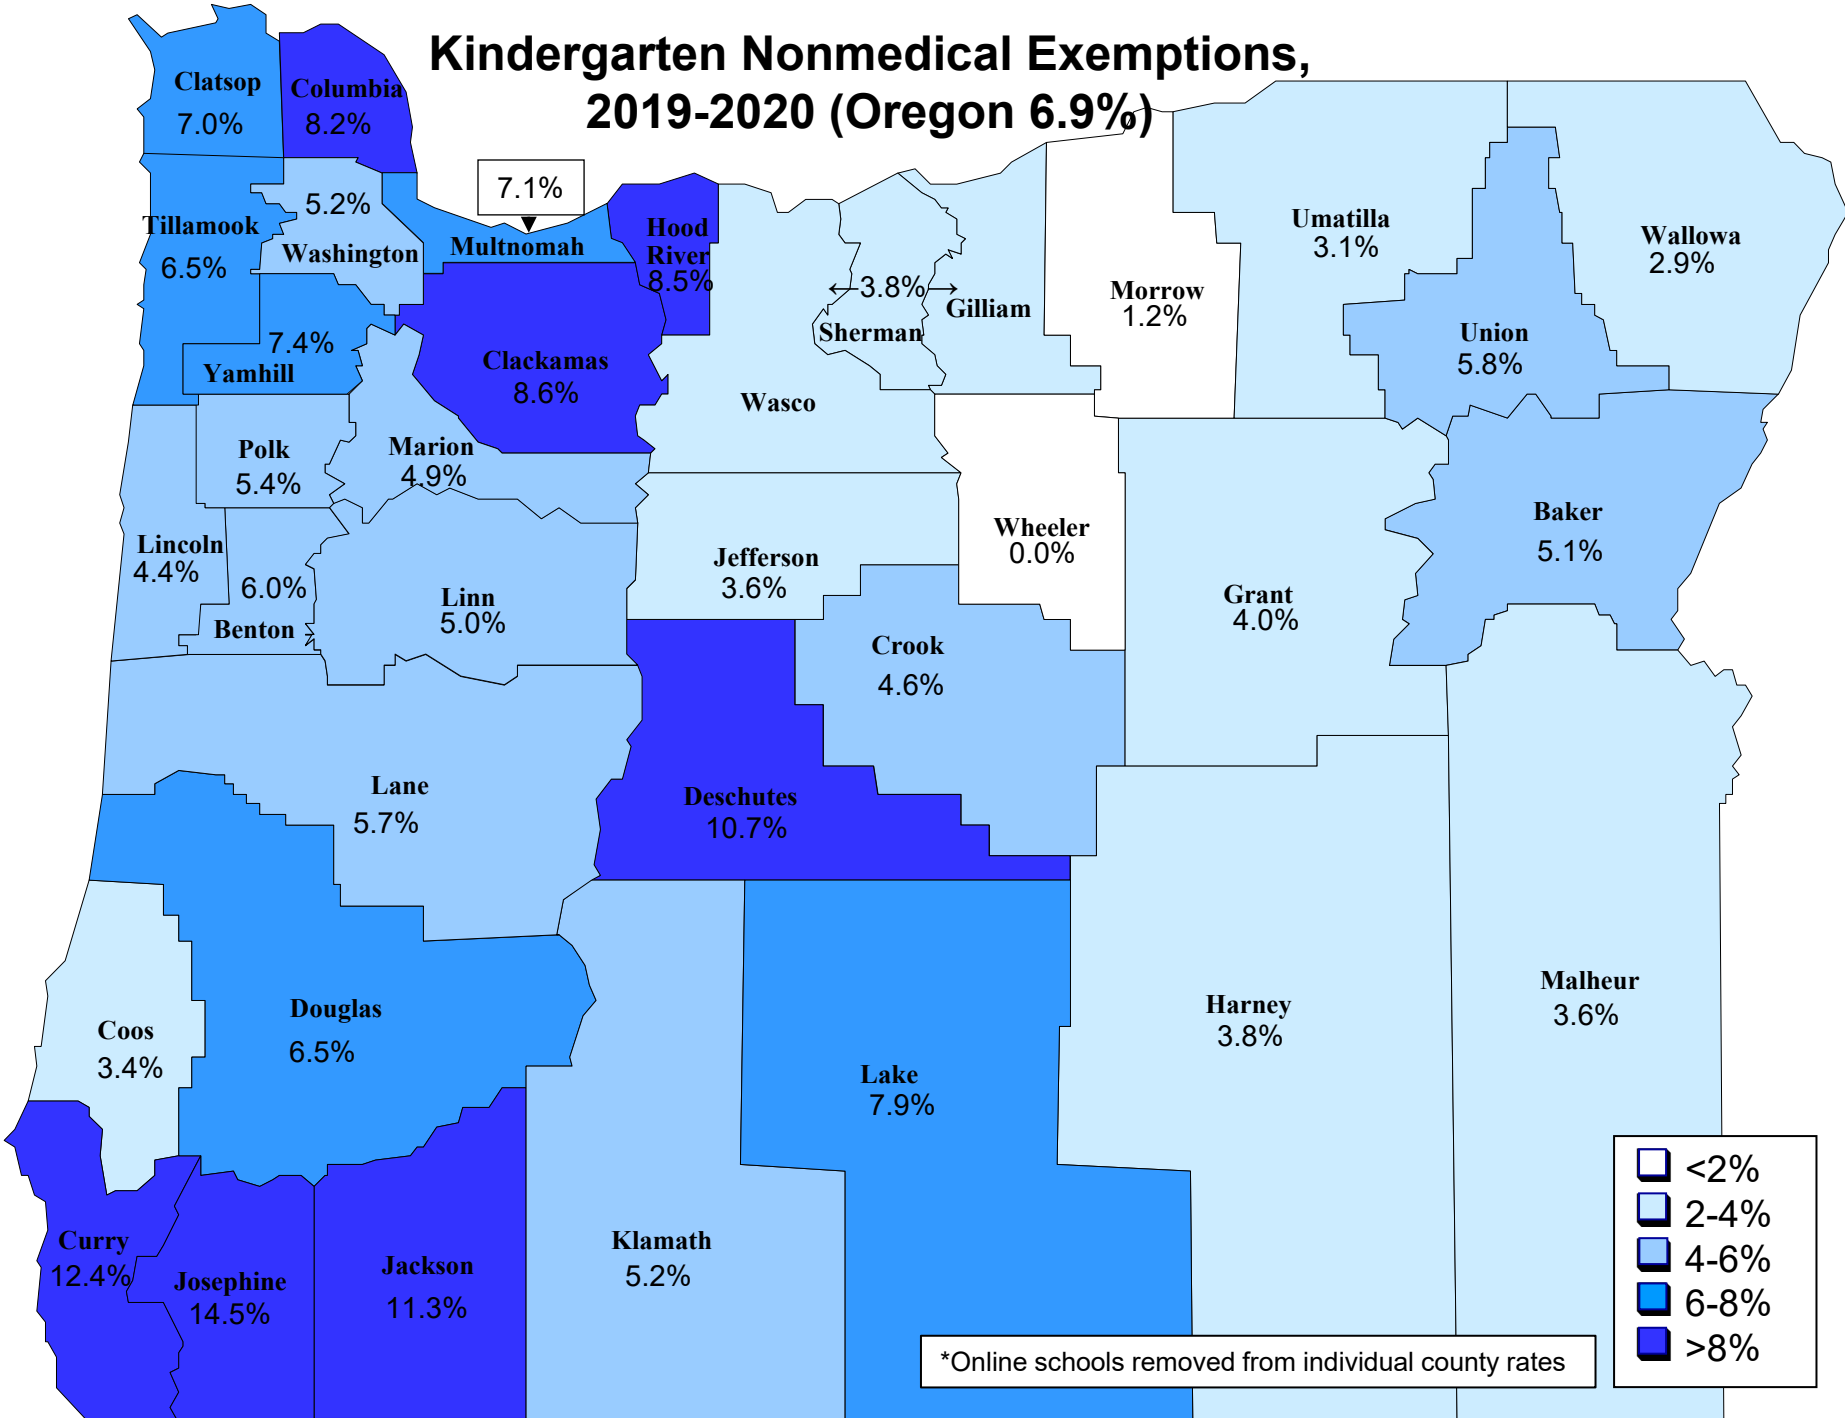 Kindergarten Nonmedical Exemptions,
2019-2020 (Oregon 6.9%)
Clatsop
7.0%
Columbia
8.2%
Tillamook
6.5%
5.2%
Washington
7.1%
Multnomah
Hood
River
8.5%
7.4%
Yamhill
Clackamas
8.6%
Wasco
3.8%
Sherman
Gilliam
Morrow
1.2%
Umatilla
3.1%
Union
5.8%
Wallowa
2.9%
Polk
5.4%
Marion
4.9%
Lincoln
4.4%
6.0%
Benton
Linn
5.0%
Jefferson
3.6%
Wheeler
0.0%
Grant
4.0%
Baker
5.1%
Crook
4.6%
Lane
5.7%
Deschutes
10.7%
Coos
3.4%
Douglas
6.5%
Lake
7.9%
Harney
3.8%
Malheur
3.6%
Curry
12.4%
Josephine
14.5%
Jackson
11.3%
Klamath
5.2%
<2%
2-4%
4-6%
6-8%
>8%
*Online schools removed from individual county rates